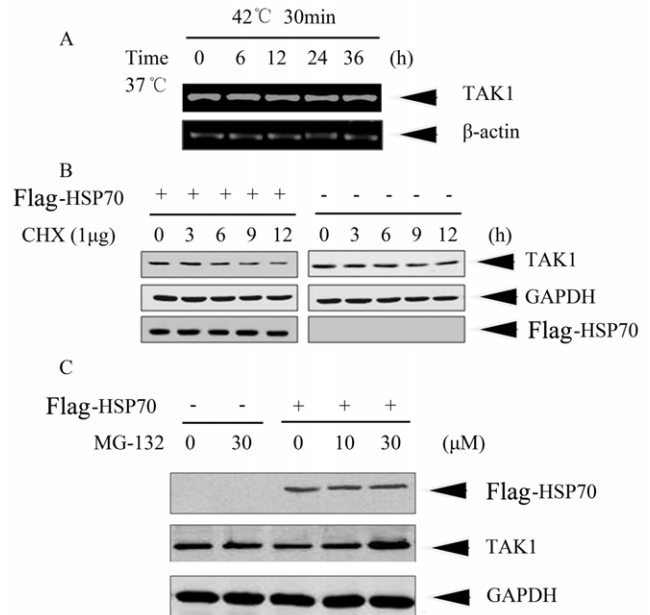 42℃ 30min
A
Time 0 6 12 24 36 (h)
37℃
TAK1
β-actin
B
Flag-HSP70 + + + + + - - - - -
CHX (1μg) 0 3 6 9 12 0 3 6 9 12 (h)
TAK1
GAPDH
Flag-HSP70
C
Flag-HSP70 - - + + +
MG-132 0 30 0 10 30 (μM)
Flag-HSP70
TAK1
GAPDH